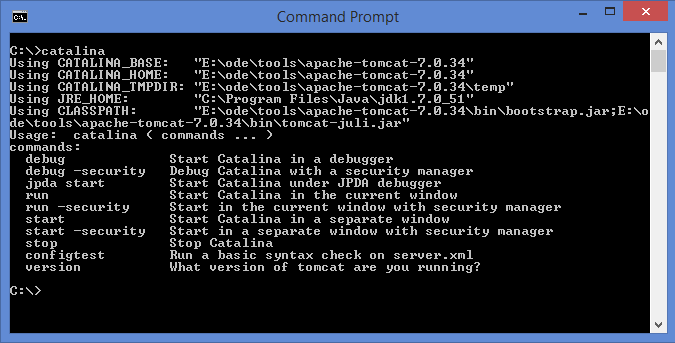 Command Prompt
C:\>catalina
Using CATALINA_BASE:   "E:\ode\tools\apache-tomcat-7.0.34"
Using CATALINA_HOME:   "E:\ode\tools\apache-tomcat-7.0.34"
Using CATALINA_TMPDIR: "E:\ode\tools\apache-tomcat-7.0.34\temp"
Using JRE_HOME:        "C:\Program Files\Java\jdk1.7.0_51"
Using CLASSPATH:       "E:\ode\tools\apache-tomcat-7.0.34\bin\bootstrap.jar;E:\o
de\tools\apache-tomcat-7.0.34\bin\tomcat-juli.jar"
Usage:  catalina ( commands ... )
commands:
  debug             Start Catalina in a debugger
  debug -security   Debug Catalina with a security manager
  jpda start        Start Catalina under JPDA debugger
  run               Start Catalina in the current window
  run -security     Start in the current window with security manager
  start             Start Catalina in a separate window
  start -security   Start in a separate window with security manager
  stop              Stop Catalina
  configtest        Run a basic syntax check on server.xml
  version           What version of tomcat are you running?
C:\>